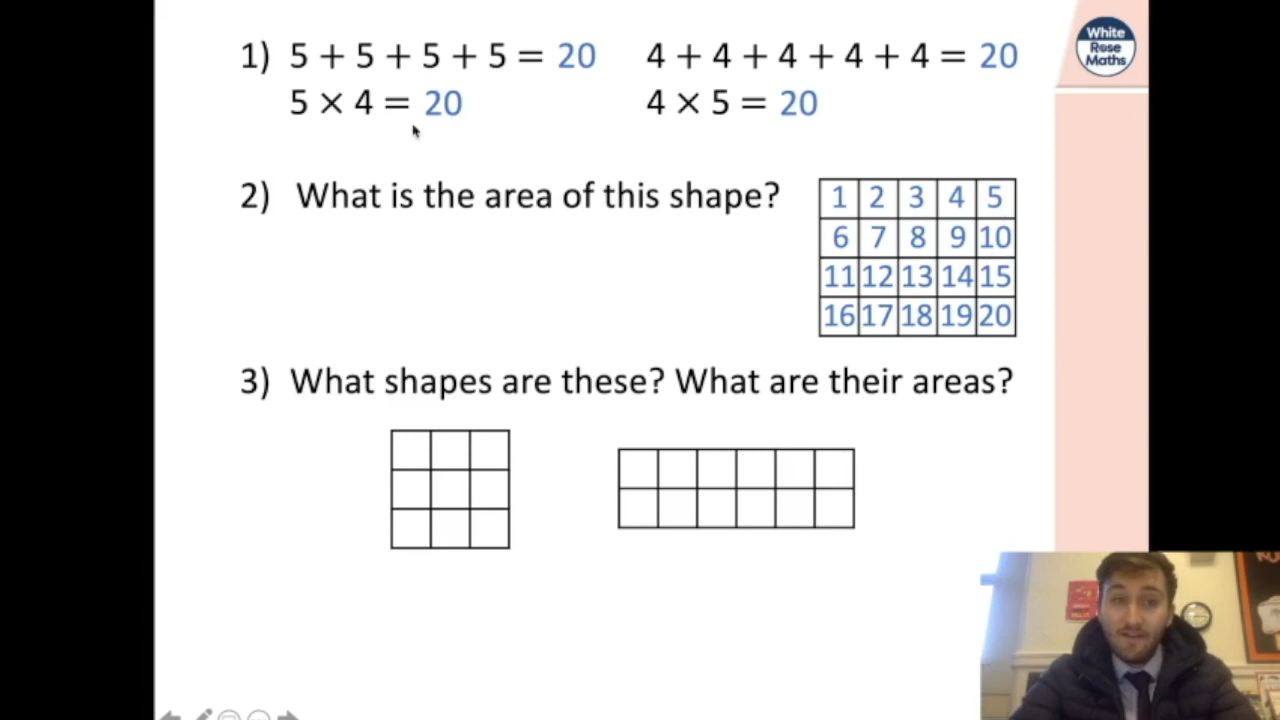 1) 5 + 5 + 5 + 5 = 20 4 + 4 + 4 + 4 + 4 = 20
5 × 4 = 20 4 × 5 = 20
White
Rose
Maths
2) What is the area of this shape?
1 2 3 4 5
6 7 8 9 10
11 12 13 14 15
16 17 18 19 20
3) What shapes are these? What are their areas?